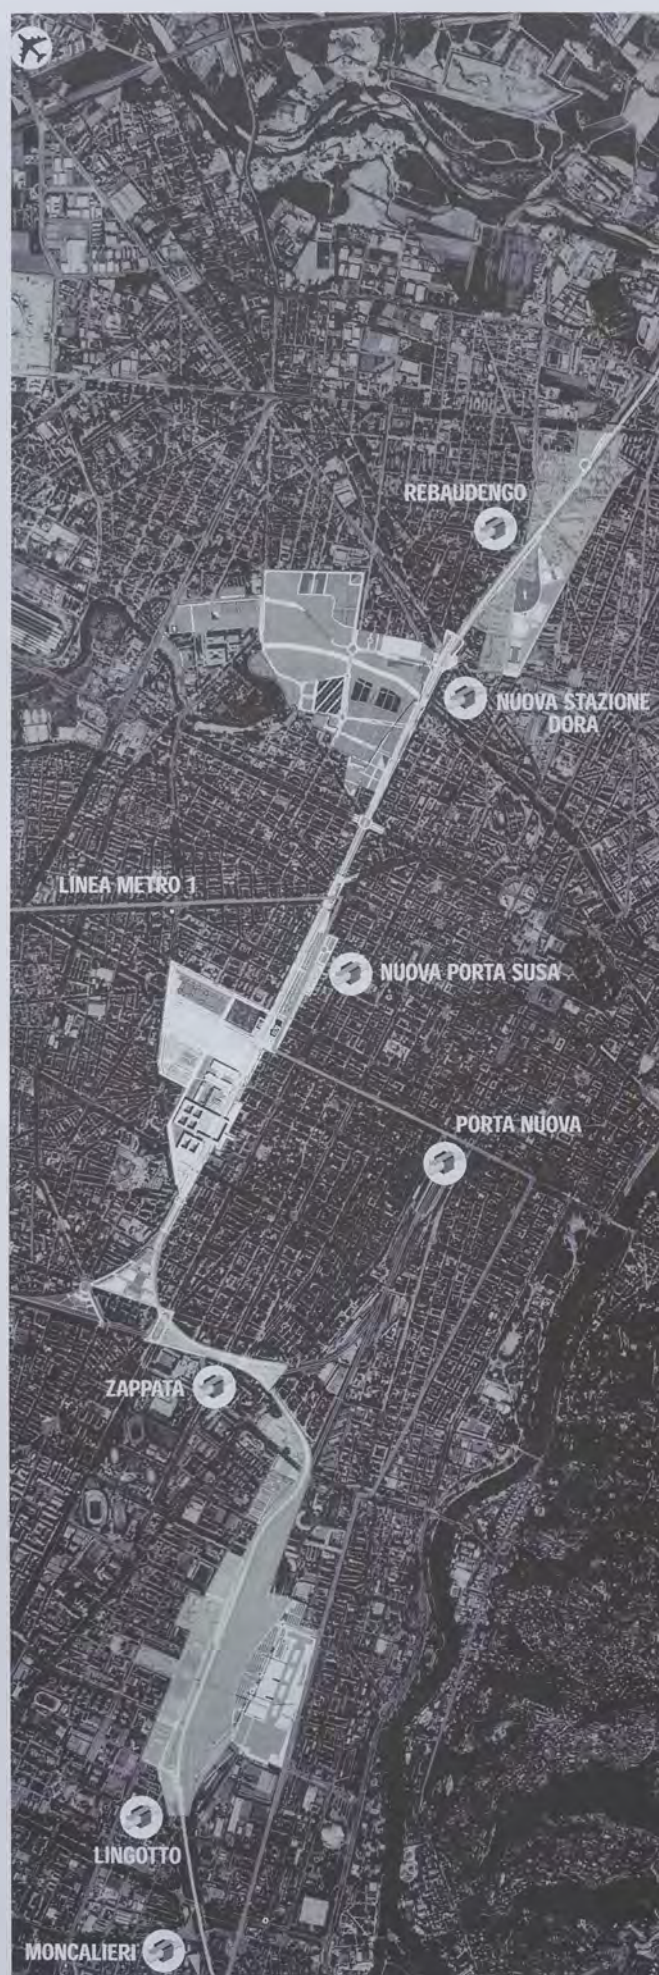 REBAUDENGO
NUOVA STAZIONE
DORA
LINEA METRO 1
NUOVA PORTA SUSA
PORTA NUOVA
ZAPPATA
LINGOTTO
MONCALIERI